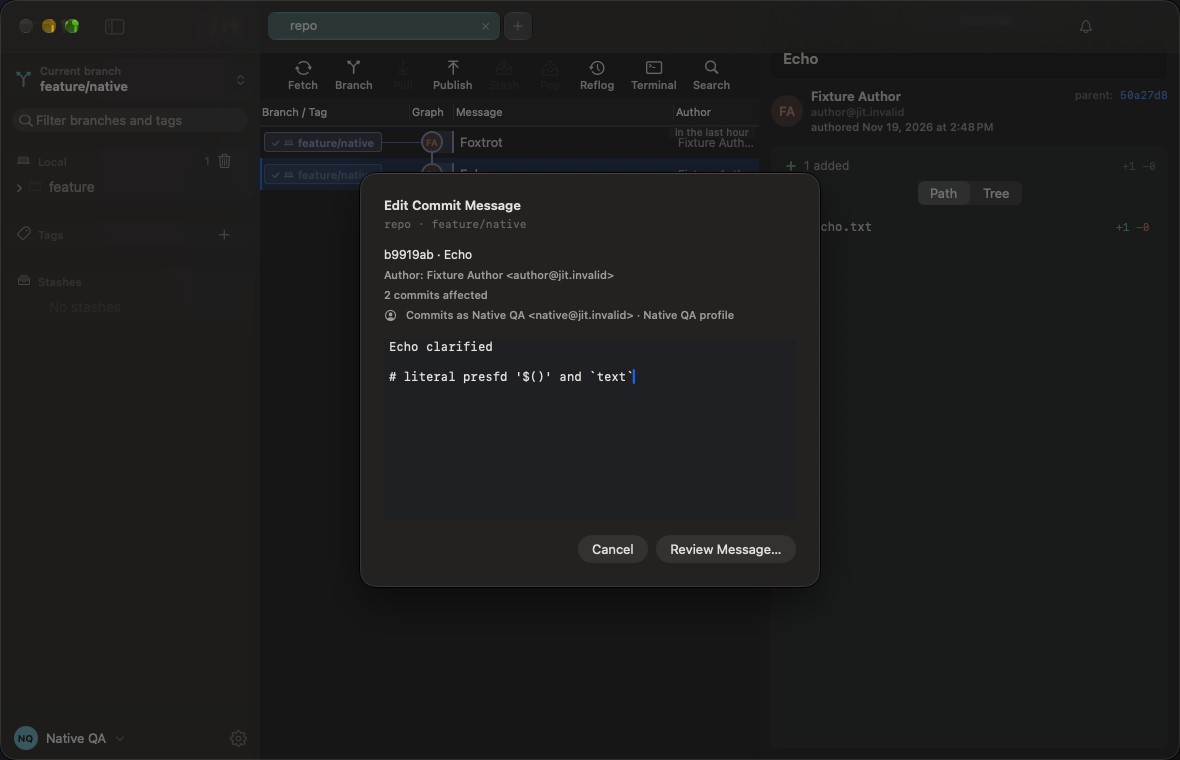 repo
Current branch
feature/native
Filter branches and tags
Local 1
feature
Tags
Stashes
No stashes
NQ Native QA
Fetch Branch Pull Publish Stash Pop Reflog Terminal Search
Branch / Tag Graph Message Author
in the last hour
feature/native FA Foxtrot Fixture Auth...
feature/native
Edit Commit Message
repo · feature/native
b9919ab · Echo
Author: Fixture Author <author@jit.invalid>
2 commits affected
Commits as Native QA <native@jit.invalid> · Native QA profile
Echo clarified
# literal presfd '$()' and `text`
Cancel Review Message...
Echo
FA Fixture Author parent: 50a27d8
author@jit.invalid
authored Nov 19, 2026 at 2:48 PM
+ 1 added +1 −0
Path Tree
cho.txt +1 −0